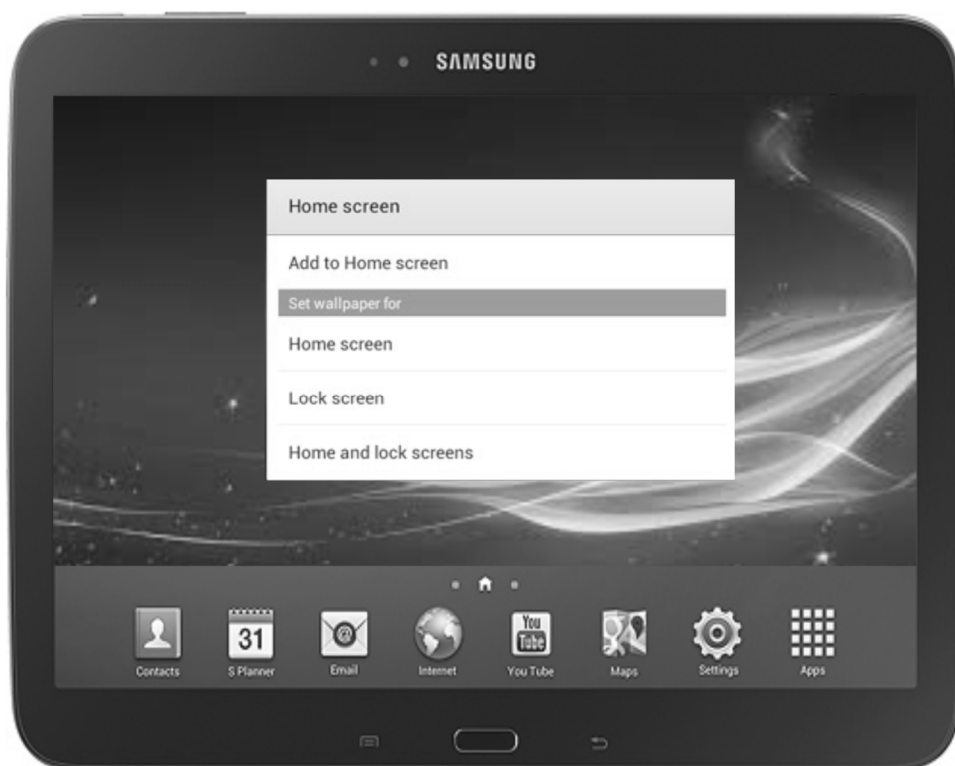 SAMSUNG
Home screen
Add to Home screen
Set wallpaper for
Home screen
Lock screen
Home and lock screens
31
You
Tube
Contacts
S Planner
Email
Internet
You Tube
Maps
Settings
Apps